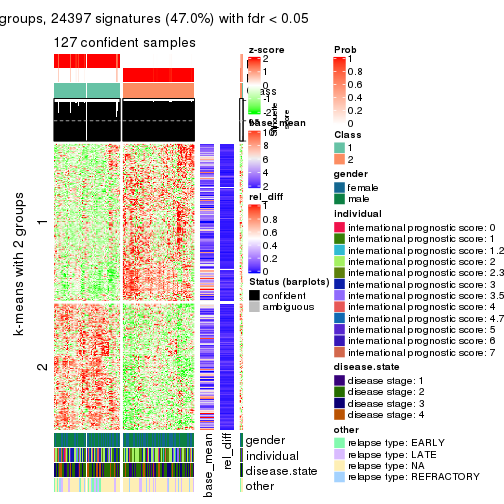 groups, 24397 signatures (47.0%) with fdr < 0.05
127 confident samples
k-means with 2 groups
1
2
z-score
2
1
-1
-2
base_mean
10
8
6
4
2
rel_diff
1
0.8
0.6
0.4
0.2
0
Status (barplots)
confident
ambiguous
Silhouette
score
Prob
1
0.8
0.6
0.4
0.2
0
Class
1
2
gender
female
male
individual
international prognostic score: 0
international prognostic score: 1
international prognostic score: 1.2
international prognostic score: 2
international prognostic score: 2.3
international prognostic score: 3
international prognostic score: 3.5
international prognostic score: 4
international prognostic score: 4.7
international prognostic score: 5
international prognostic score: 6
international prognostic score: 7
disease.state
disease stage: 1
disease stage: 2
disease stage: 3
disease stage: 4
other
relapse type: EARLY
relapse type: LATE
relapse type: NA
relapse type: REFRACTORY
gender
individual
disease.state
other
base_mean
rel_diff